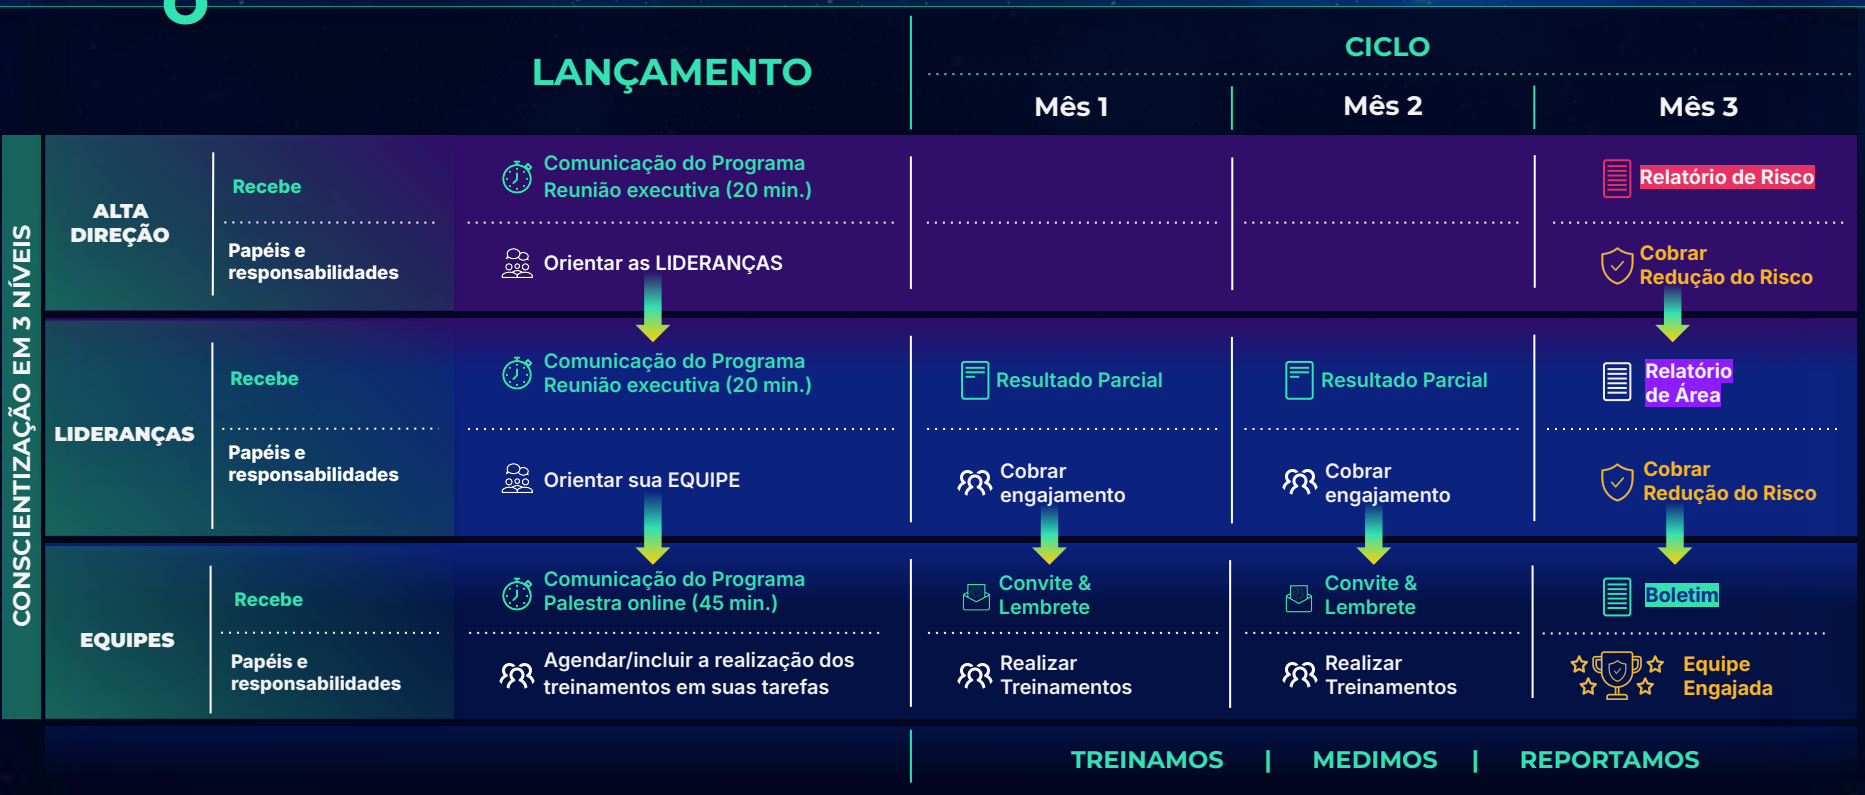 LANÇAMENTO
CICLO
Mês 1
Mês 2
Mês 3
CONSCIENTIZAÇÃO EM 3 NÍVEIS
ALTA
DIREÇÃO
Recebe
Comunicação do Programa
Reunião executiva (20 min.)
Relatório de Risco
Papéis e
responsabilidades
Orientar as LIDERANÇAS
Cobrar
Redução do Risco
LIDERANÇAS
Recebe
Comunicação do Programa
Reunião executiva (20 min.)
Resultado Parcial
Resultado Parcial
Relatório
de Área
Papéis e
responsabilidades
Orientar sua EQUIPE
Cobrar
engajamento
Cobrar
engajamento
Cobrar
Redução do Risco
EQUIPES
Recebe
Comunicação do Programa
Palestra online (45 min.)
Convite &
Lembrete
Convite &
Lembrete
Boletim
Papéis e
responsabilidades
Agendar/incluir a realização dos
treinamentos em suas tarefas
Realizar
Treinamentos
Realizar
Treinamentos
Equipe
Engajada
TREINAMOS | MEDIMOS | REPORTAMOS